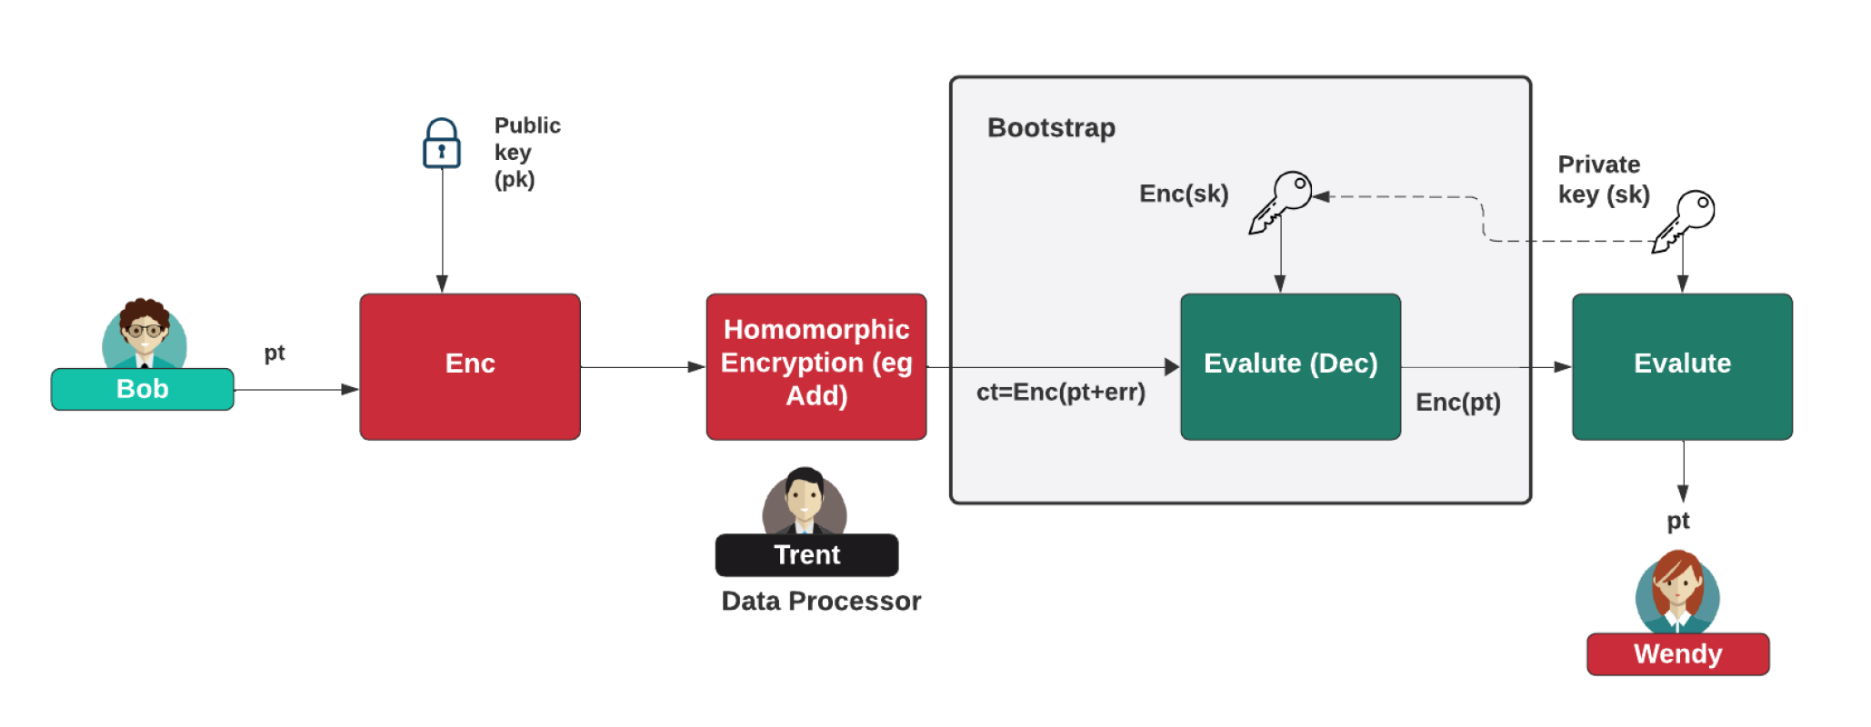 Public
key
(pk)
Bootstrap
Enc(sk)
Private
key (sk)
Bob
pt
Enc
Homomorphic
Encryption (eg
Add)
ct=Enc(pt+err)
Evalute (Dec)
Enc(pt)
Evalute
Trent
Data Processor
pt
Wendy